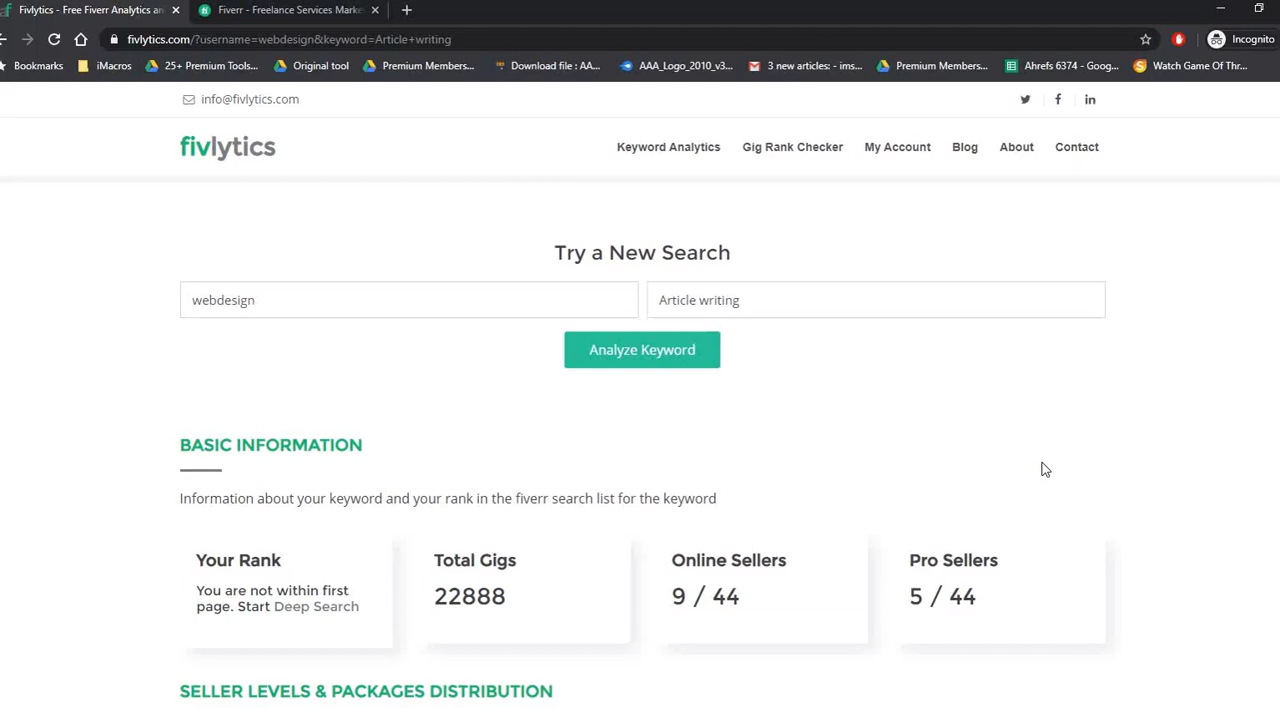 Fivlytics - Free Fiverr Analytics an
Fiverr - Freelance Services Marke
fivlytics.com/?username=webdesign&keyword=Article+writing
Incognito
Bookmarks
iMacros
25+ Premium Tools...
Original tool
Premium Members...
Download file : AA...
AAA_Logo_2010_v3...
3 new articles: - ims...
Premium Members...
Ahrefs 6374 - Goog...
Watch Game Of Thr...
info@fivlytics.com
fivlytics
Keyword Analytics
Gig Rank Checker
My Account
Blog
About
Contact
Try a New Search
webdesign
Article writing
Analyze Keyword
BASIC INFORMATION
Information about your keyword and your rank in the fiverr search list for the keyword
Your Rank
You are not within first
page. Start Deep Search
Total Gigs
22888
Online Sellers
9 / 44
Pro Sellers
5 / 44
SELLER LEVELS & PACKAGES DISTRIBUTION